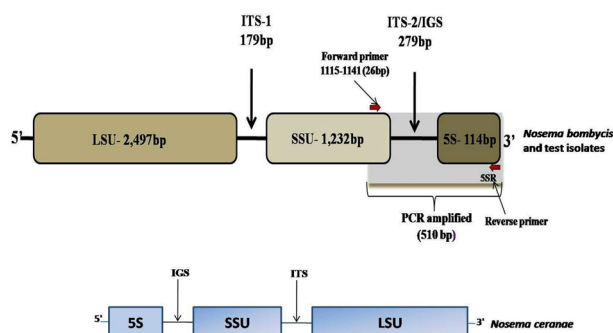 ITS-1
179bp
ITS-2/IGS
279bp
Forward primer
1115-1141 (26bp)
5'
LSU- 2,497bp
SSU- 1,232bp
5S- 114bp
3'
Nosema bombycis
and test isolates
5SR
Reverse primer
PCR amplified
(510 bp)
IGS
ITS
5'
5S
SSU
LSU
3'
Nosema ceranae